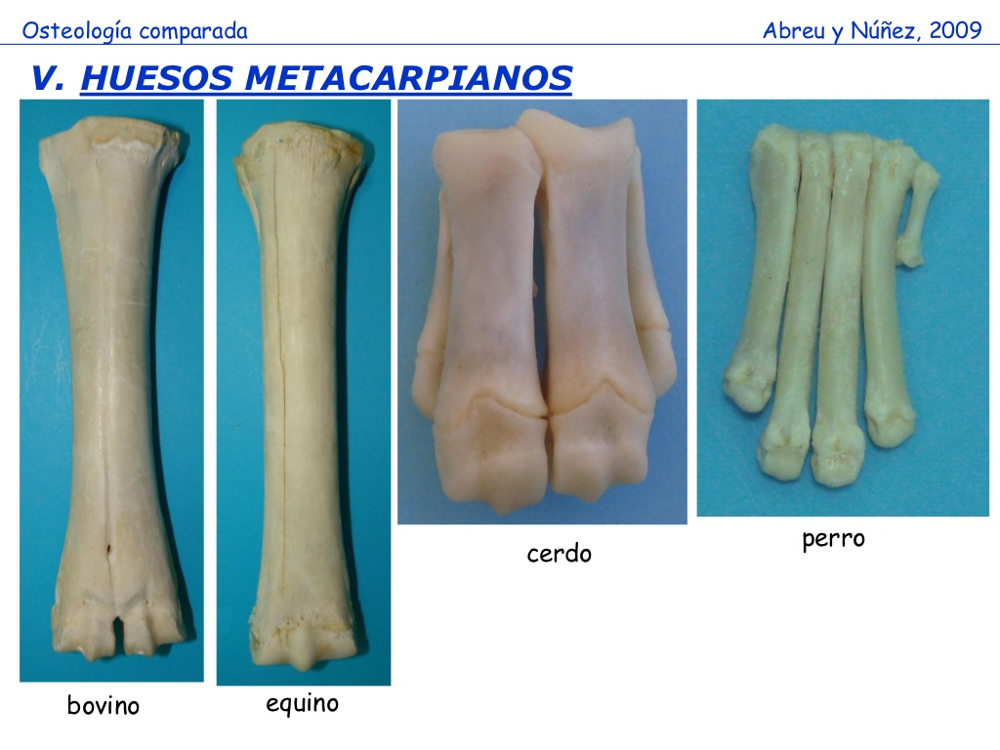 Osteología comparada
Abreu y Núñez, 2009
V. HUESOS METACARPIANOS
cerdo
perro
bovino
equino